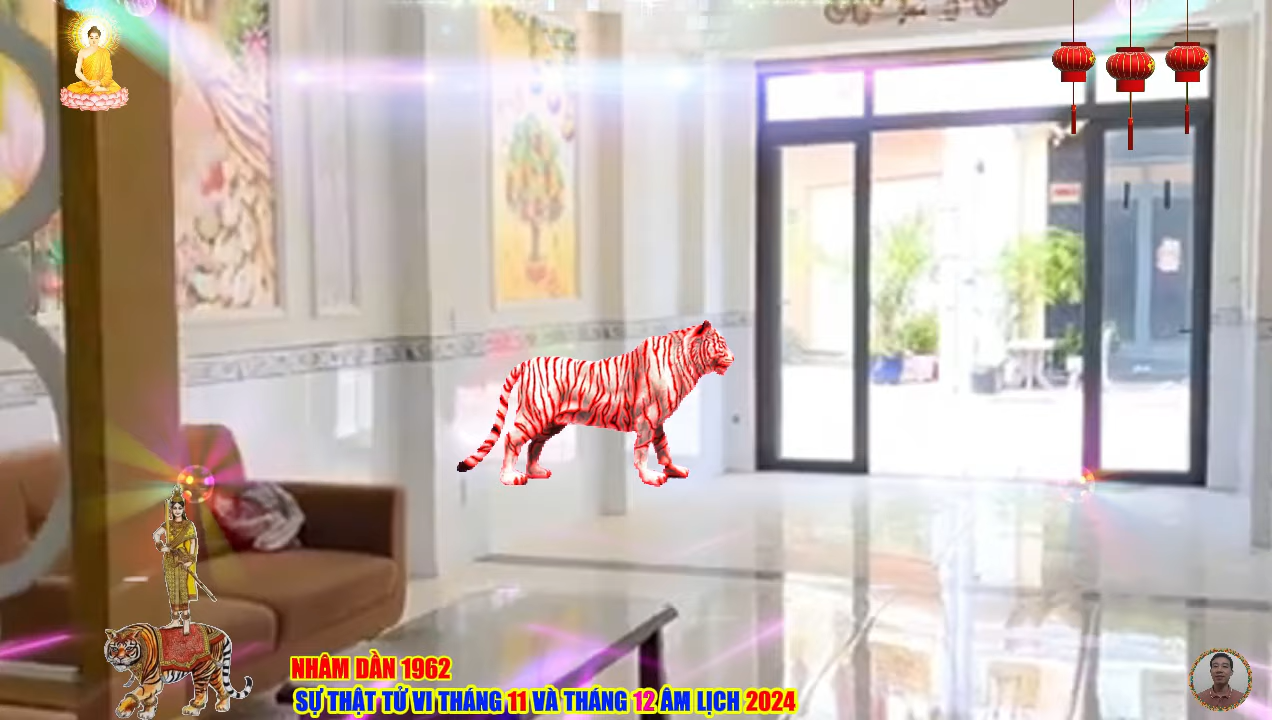 NHÂM DẦN 1962
SỰ THẬT TỬ VI THÁNG 11 VÀ THÁNG 12 ÂM LỊCH 2024